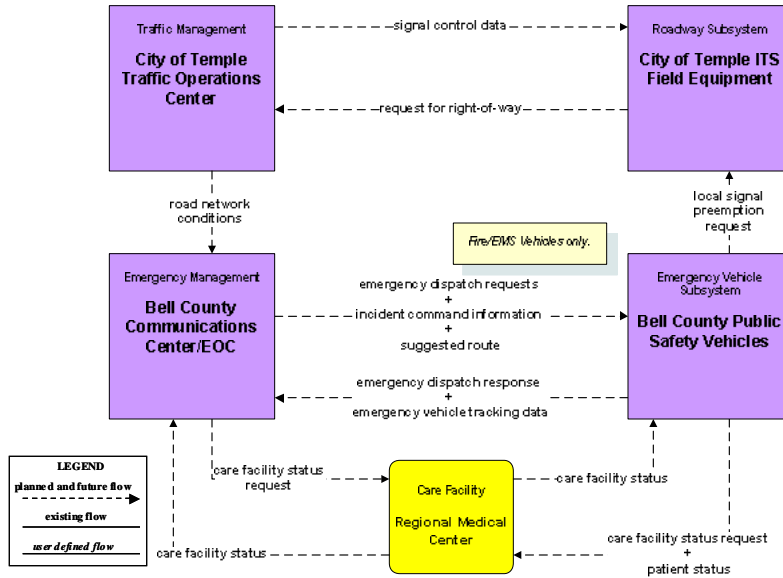 Traffic Management
City of Temple
Traffic Operations
Center
signal control data
Roadway Subsystem
City of Temple ITS
Field Equipment
request for right-of-way
road network
conditions
local signal
preemption
request
Fire/EMS Vehicles only.
Emergency Management
Bell County
Communications
Center/EOC
emergency dispatch requests
+
incident command information
+
suggested route
Emergency Vehicle
Subsystem
Bell County Public
Safety Vehicles
emergency dispatch response
+
emergency vehicle tracking data
LEGEND
planned and future flow
existing flow
user defined flow
care facility status
request
Care Facility
Regional Medical
Center
care facility status
care facility status
care facility status request
+
patient status